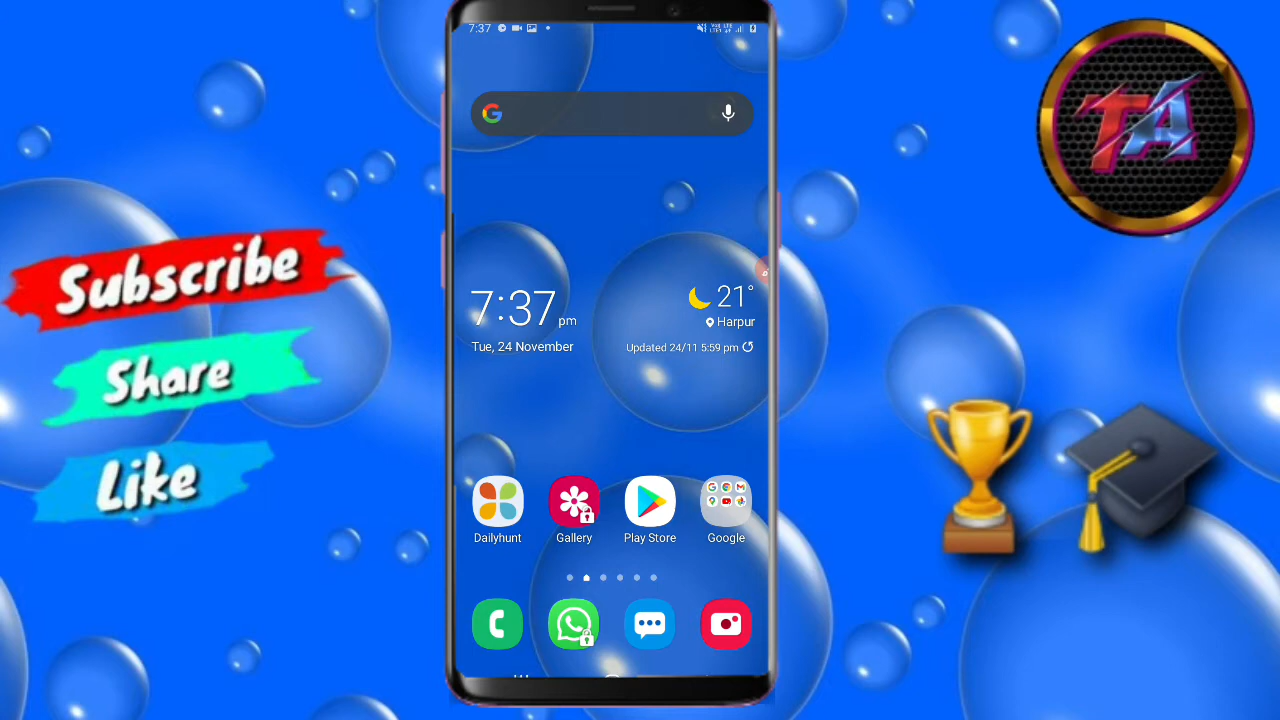 Subscribe
Share
Like
TA
7:37
7:37 pm
Tue, 24 November
21°
Harpur
Updated 24/11 5:59 pm
Dailyhunt
Gallery
Play Store
Google